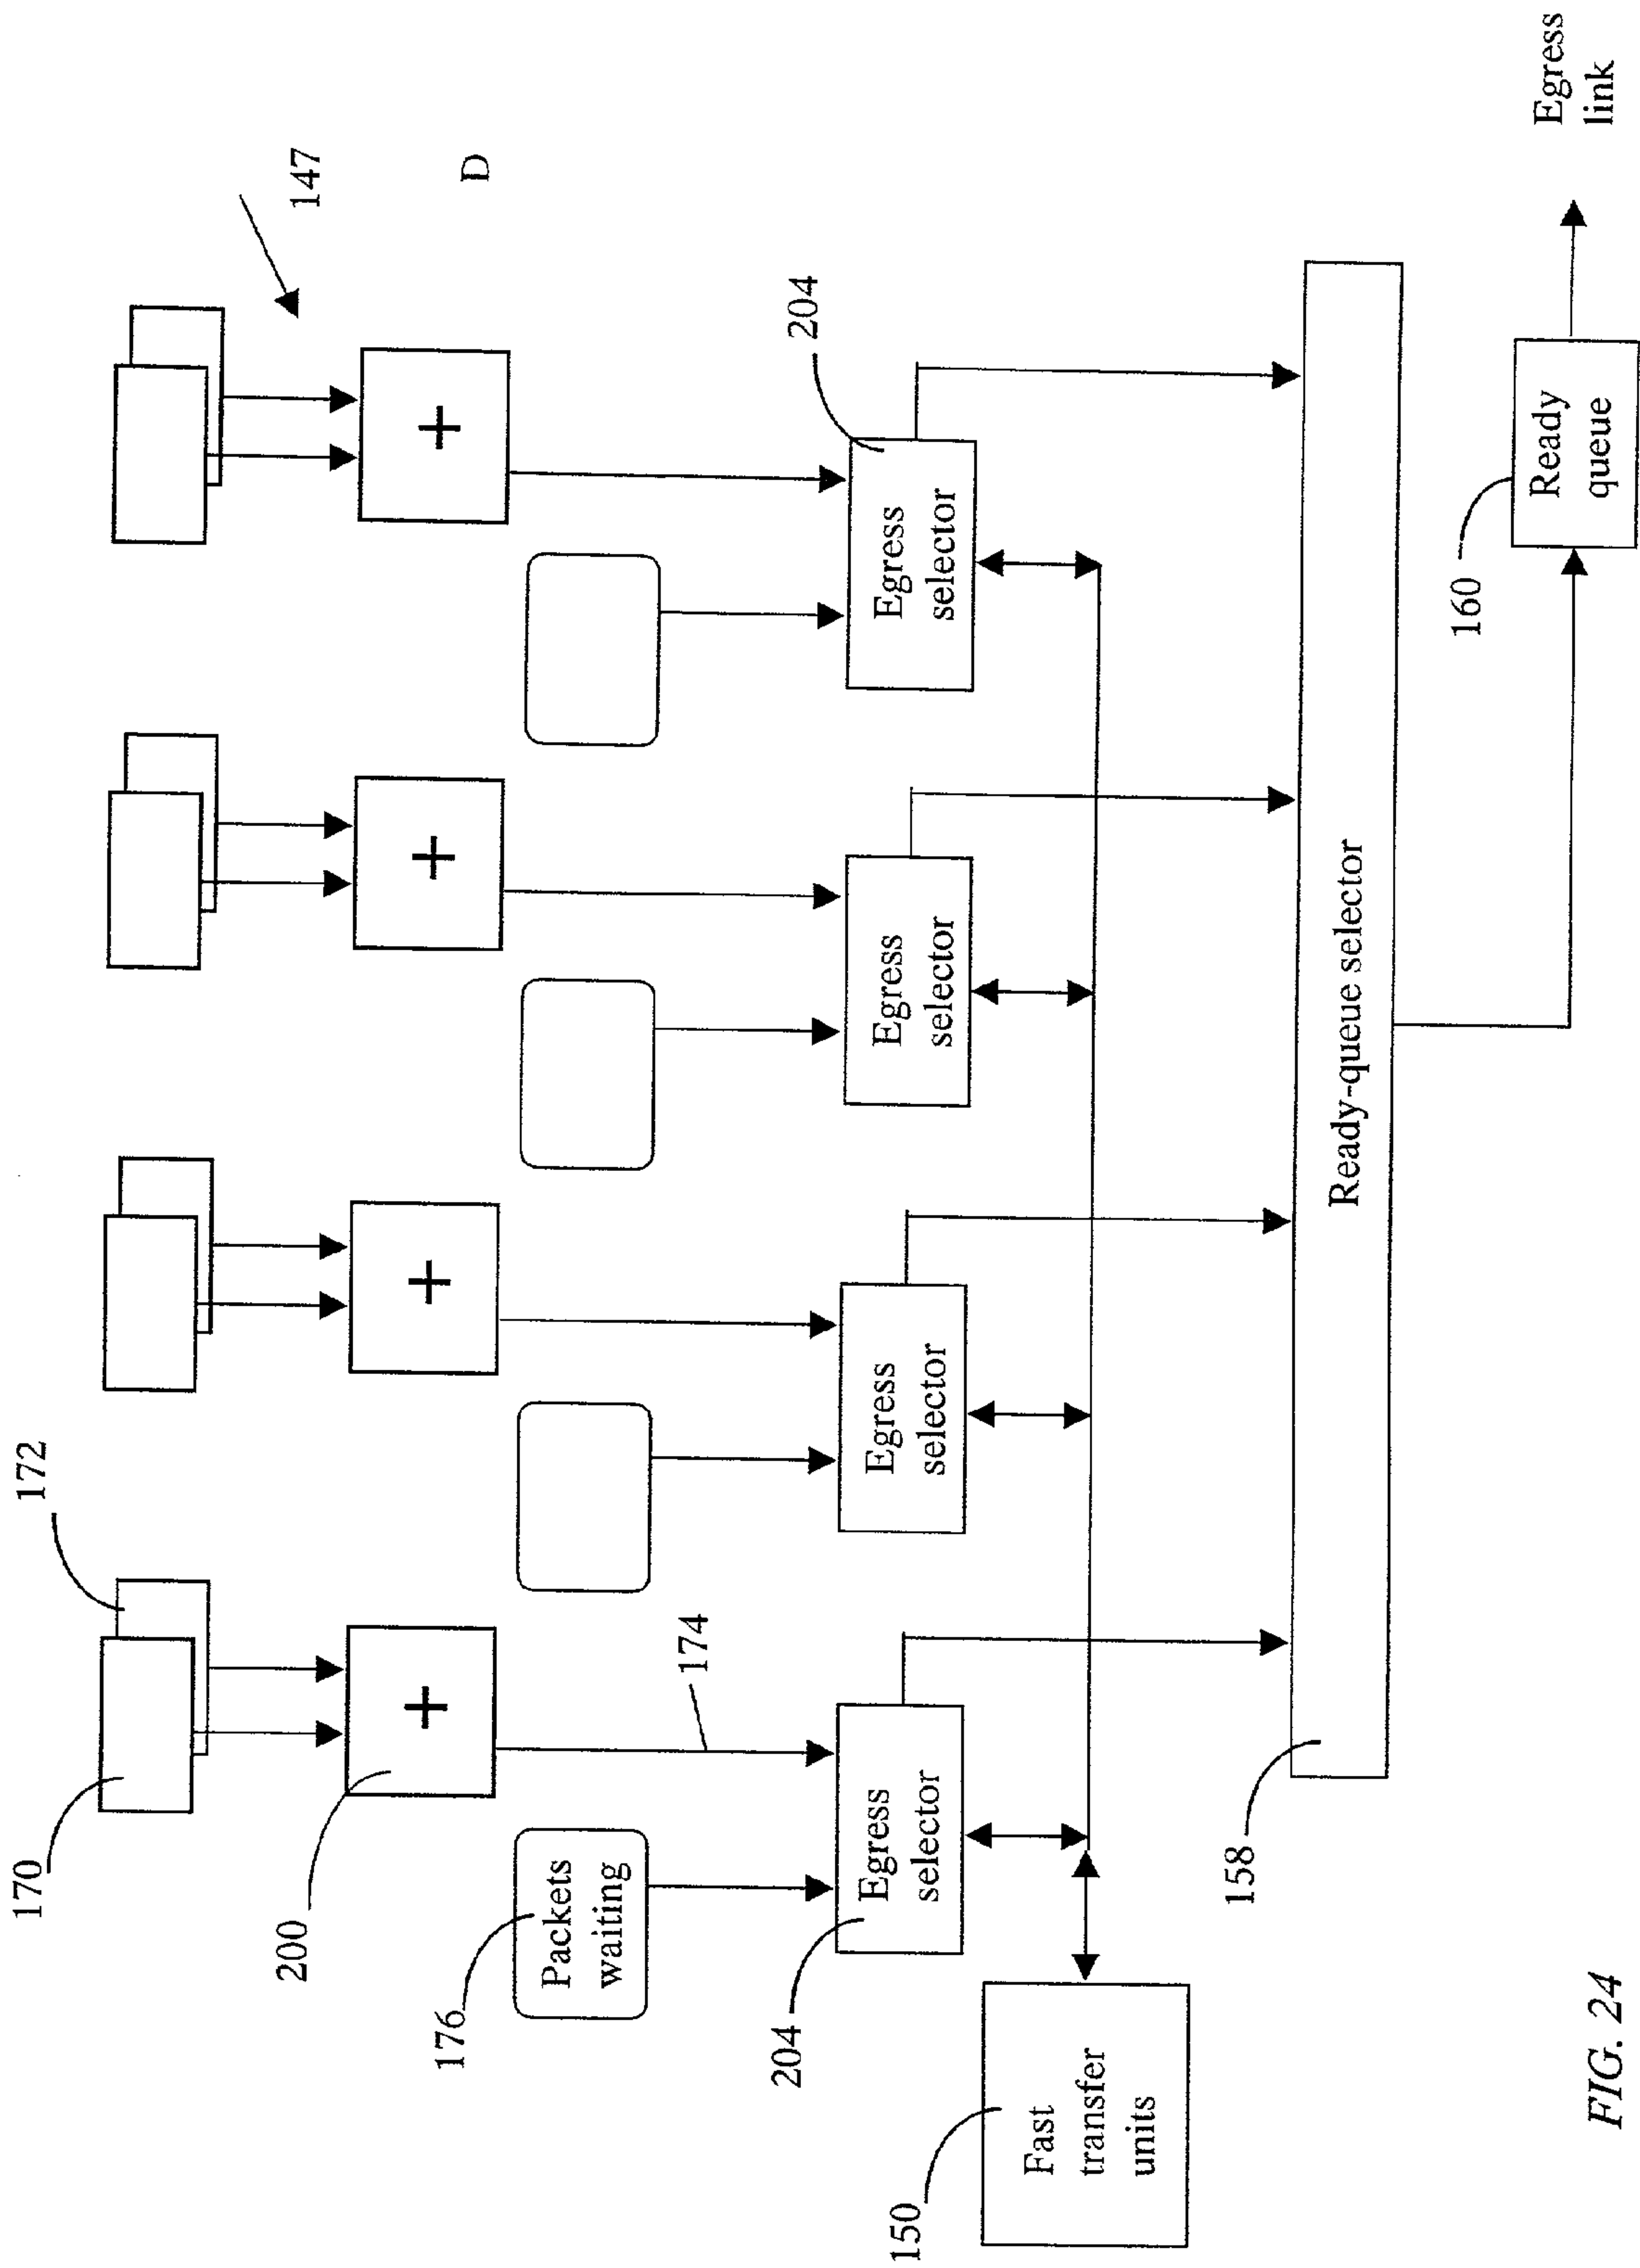 172
170
147
D
+
+
+
+
200
176
Packets
waiting
174
204
204
Egress
selector
Egress
selector
Egress
selector
Egress
selector
150
Fast
transfer
units
158
Ready-queue selector
160
Ready
queue
Egress
link
FIG. 24